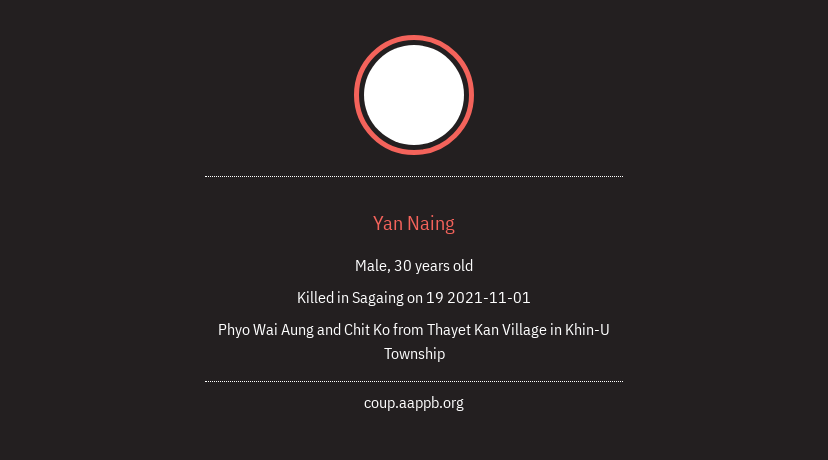 Yan Naing
Male, 30 years old
Killed in Sagaing on 19 2021-11-01
Phyo Wai Aung and Chit Ko from Thayet Kan Village in Khin-U
Township
coup.aappb.org